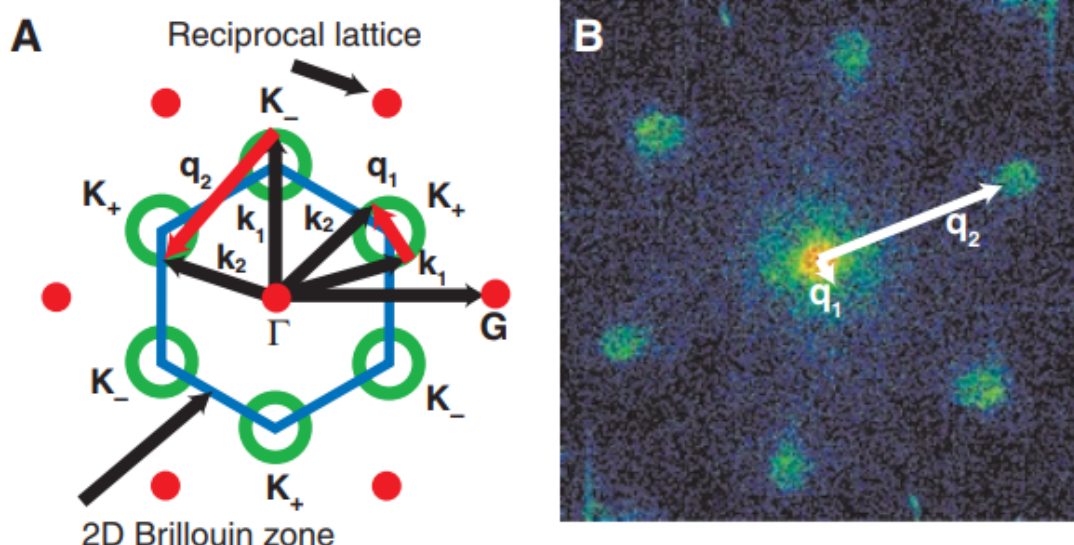 A
Reciprocal lattice
K_
q2
q1
K+
K+
k1
k2
k2
k1
Γ
G
K_
K_
K+
2D Brillouin zone
B
q2
q1